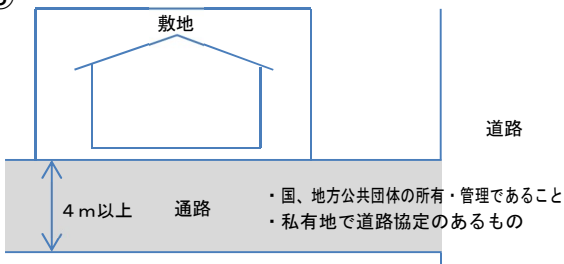 敷地
道路
4m以上
通路
・国、地方公共団体の所有・管理であること
・私有地で道路協定のあるもの